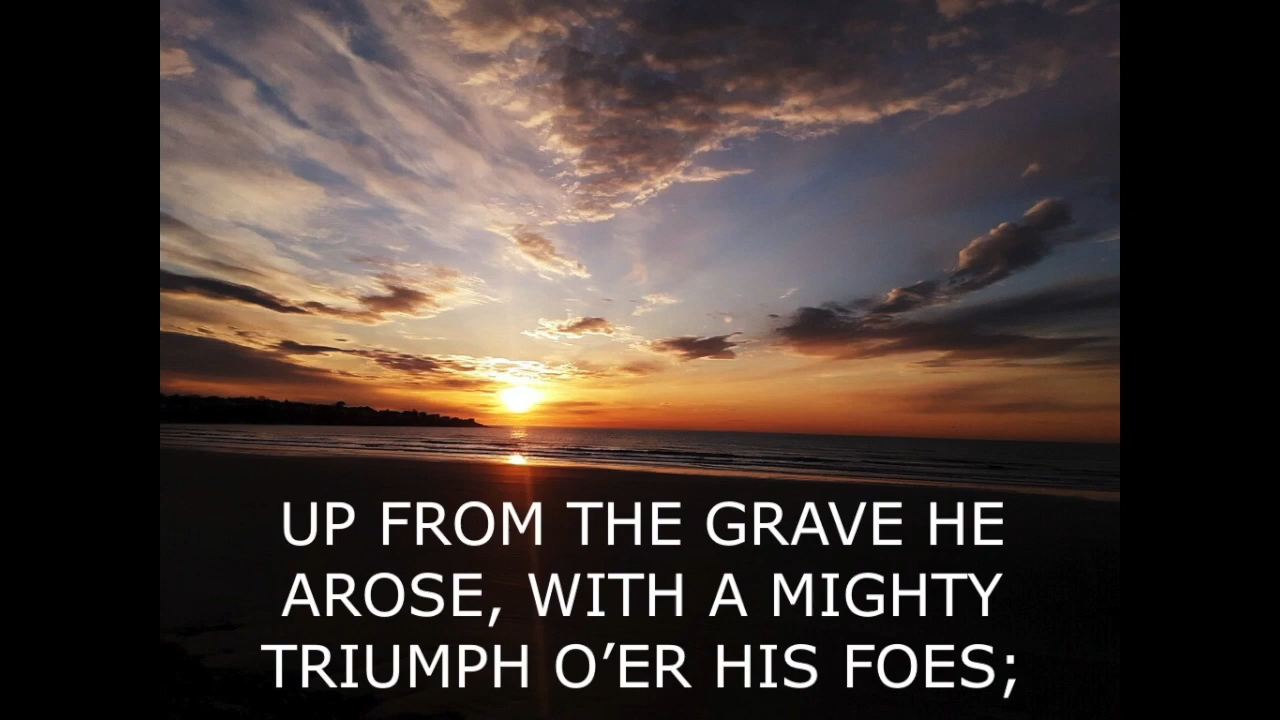 UP FROM THE GRAVE HE
AROSE, WITH A MIGHTY
TRIUMPH O’ER HIS FOES;